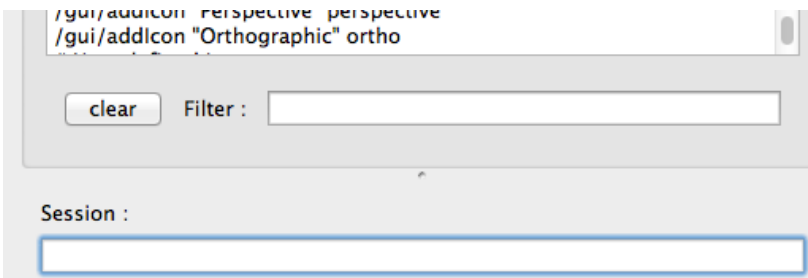 /gui/addIcon "Perspective" perspective
/gui/addIcon "Orthographic" ortho
clear Filter :
Session :